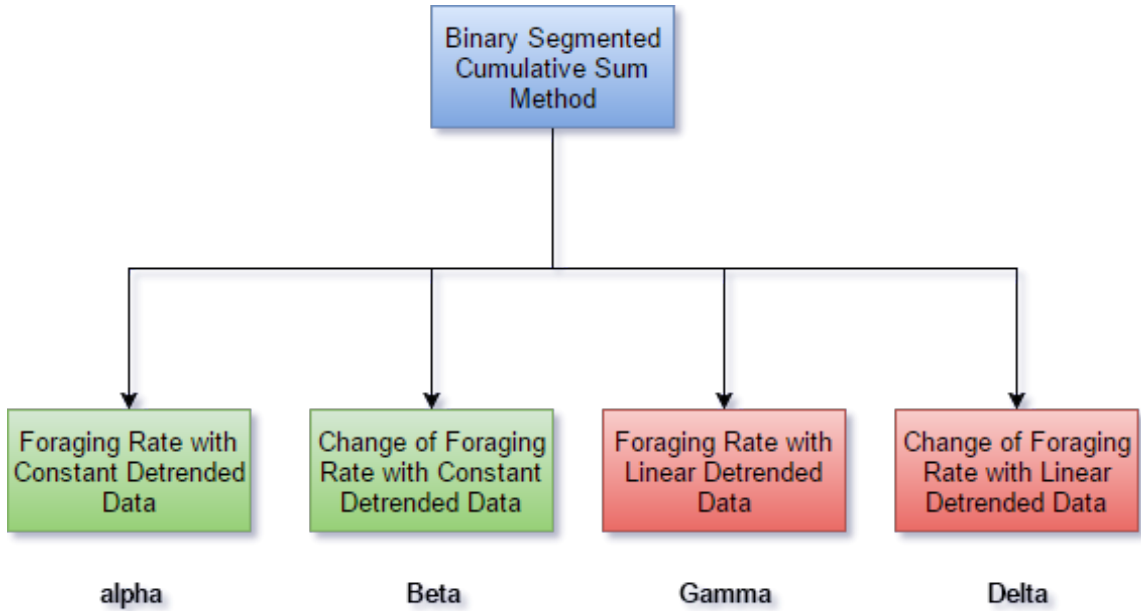 Binary Segmented
Cumulative Sum
Method
Foraging Rate with
Constant Detrended
Data
Change of Foraging
Rate with Constant
Detrended Data
Foraging Rate with
Linear Detrended
Data
Change of Foraging
Rate with Linear
Detrended Data
alpha
Beta
Gamma
Delta